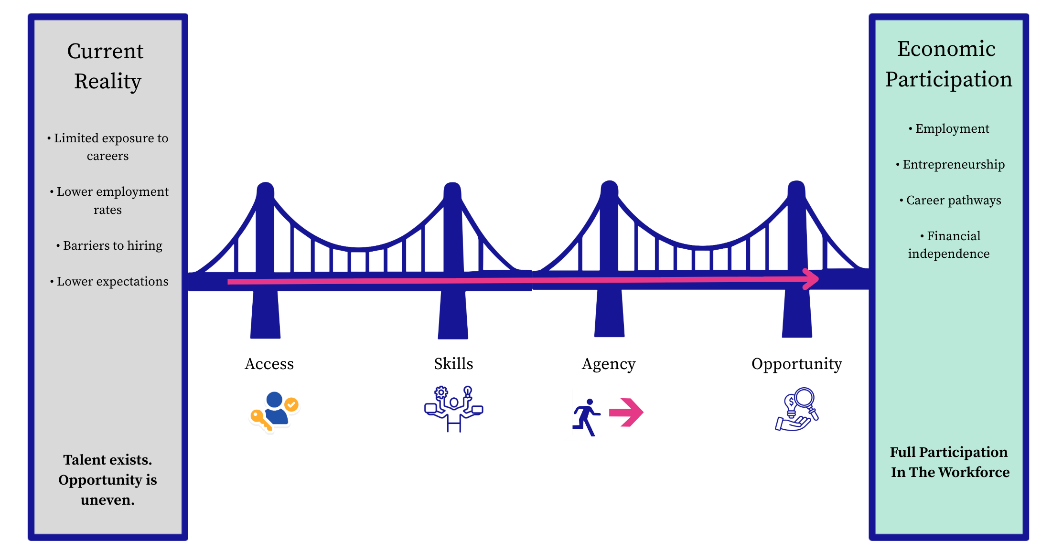 Current
Reality
• Limited exposure to
careers
• Lower employment
rates
• Barriers to hiring
• Lower expectations
Talent exists.
Opportunity is
uneven.
Access
Skills
Agency
Opportunity
Economic
Participation
• Employment
• Entrepreneurship
• Career pathways
• Financial
independence
Full Participation
In The Workforce